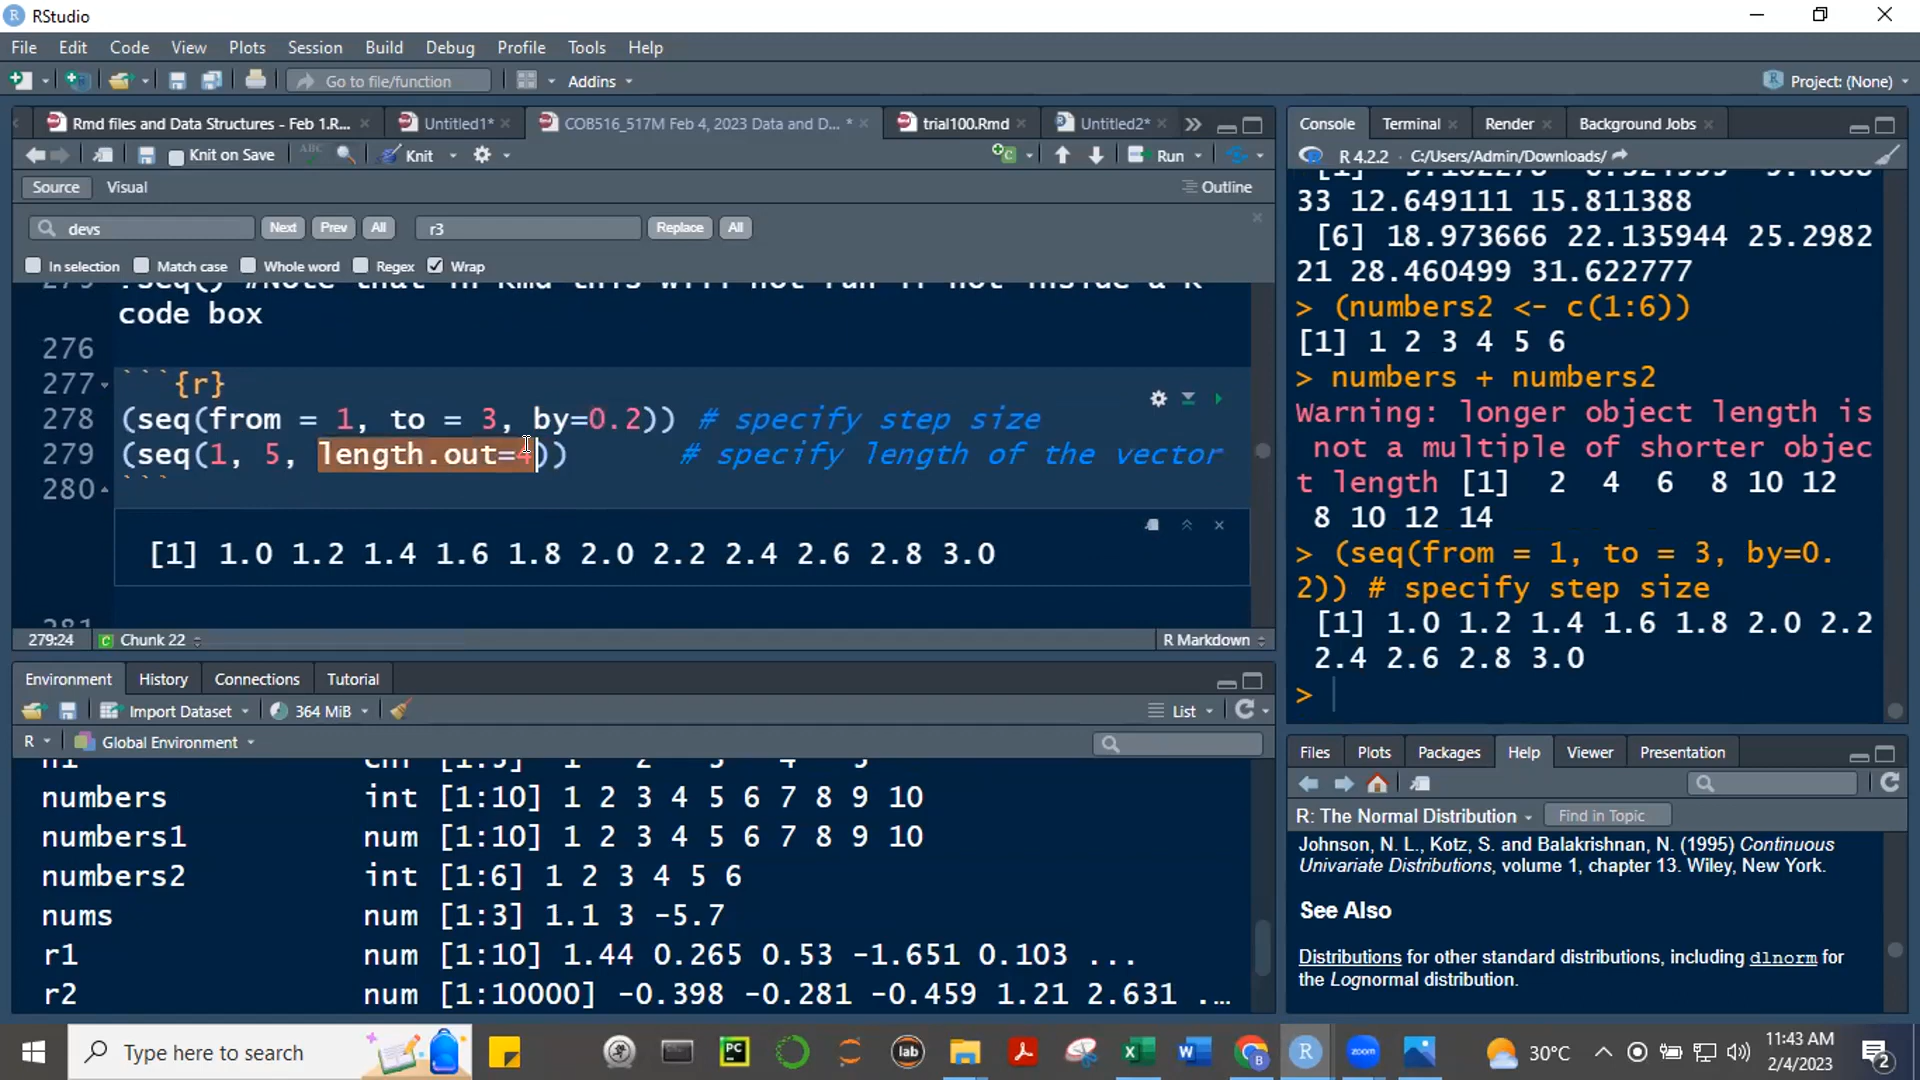 RStudio
File Edit Code View Plots Session Build Debug Profile Tools Help
Go to file/function Addins Project: (None)
Rmd files and Data Structures - Feb 1.R... Untitled1* COB516_517M Feb 4, 2023 Data and D... * trial100.Rmd Untitled2*
Knit on Save ABC Knit Run
Source Visual Outline
devs Next Prev All r3 Replace All
In selection Match case Whole word Regex Wrap
code box
276
277 ```{r}
278 (seq(from = 1, to = 3, by=0.2)) # specify step size
279 (seq(1, 5, length.out=4)) # specify length of the vector
280 ```
[1] 1.0 1.2 1.4 1.6 1.8 2.0 2.2 2.4 2.6 2.8 3.0
281
279:24 Chunk 22 R Markdown
Environment History Connections Tutorial
Import Dataset 364 MiB List
R Global Environment
numbers int [1:10] 1 2 3 4 5 6 7 8 9 10
numbers1 num [1:10] 1 2 3 4 5 6 7 8 9 10
numbers2 int [1:6] 1 2 3 4 5 6
nums num [1:3] 1.1 3 -5.7
r1 num [1:10] 1.44 0.265 0.53 -1.651 0.103 ...
r2 num [1:10000] -0.398 -0.281 -0.459 1.21 2.631 ...
Console Terminal Render Background Jobs
R 4.2.2 · C:/Users/Admin/Downloads/
33 12.649111 15.811388
[6] 18.973666 22.135944 25.2982
21 28.460499 31.622777
> (numbers2 <- c(1:6))
[1] 1 2 3 4 5 6
> numbers + numbers2
Warning: longer object length is
not a multiple of shorter objec
t length [1] 2 4 6 8 10 12
8 10 12 14
> (seq(from = 1, to = 3, by=0.
2)) # specify step size
[1] 1.0 1.2 1.4 1.6 1.8 2.0 2.2
2.4 2.6 2.8 3.0
>
Files Plots Packages Help Viewer Presentation
R: The Normal Distribution Find in Topic
Johnson, N. L., Kotz, S. and Balakrishnan, N. (1995) Continuous
Univariate Distributions, volume 1, chapter 13. Wiley, New York.
See Also
Distributions for other standard distributions, including dlnorm for
the Lognormal distribution.
Type here to search PC lab R zoom 30°C 11:43 AM
2/4/2023 2